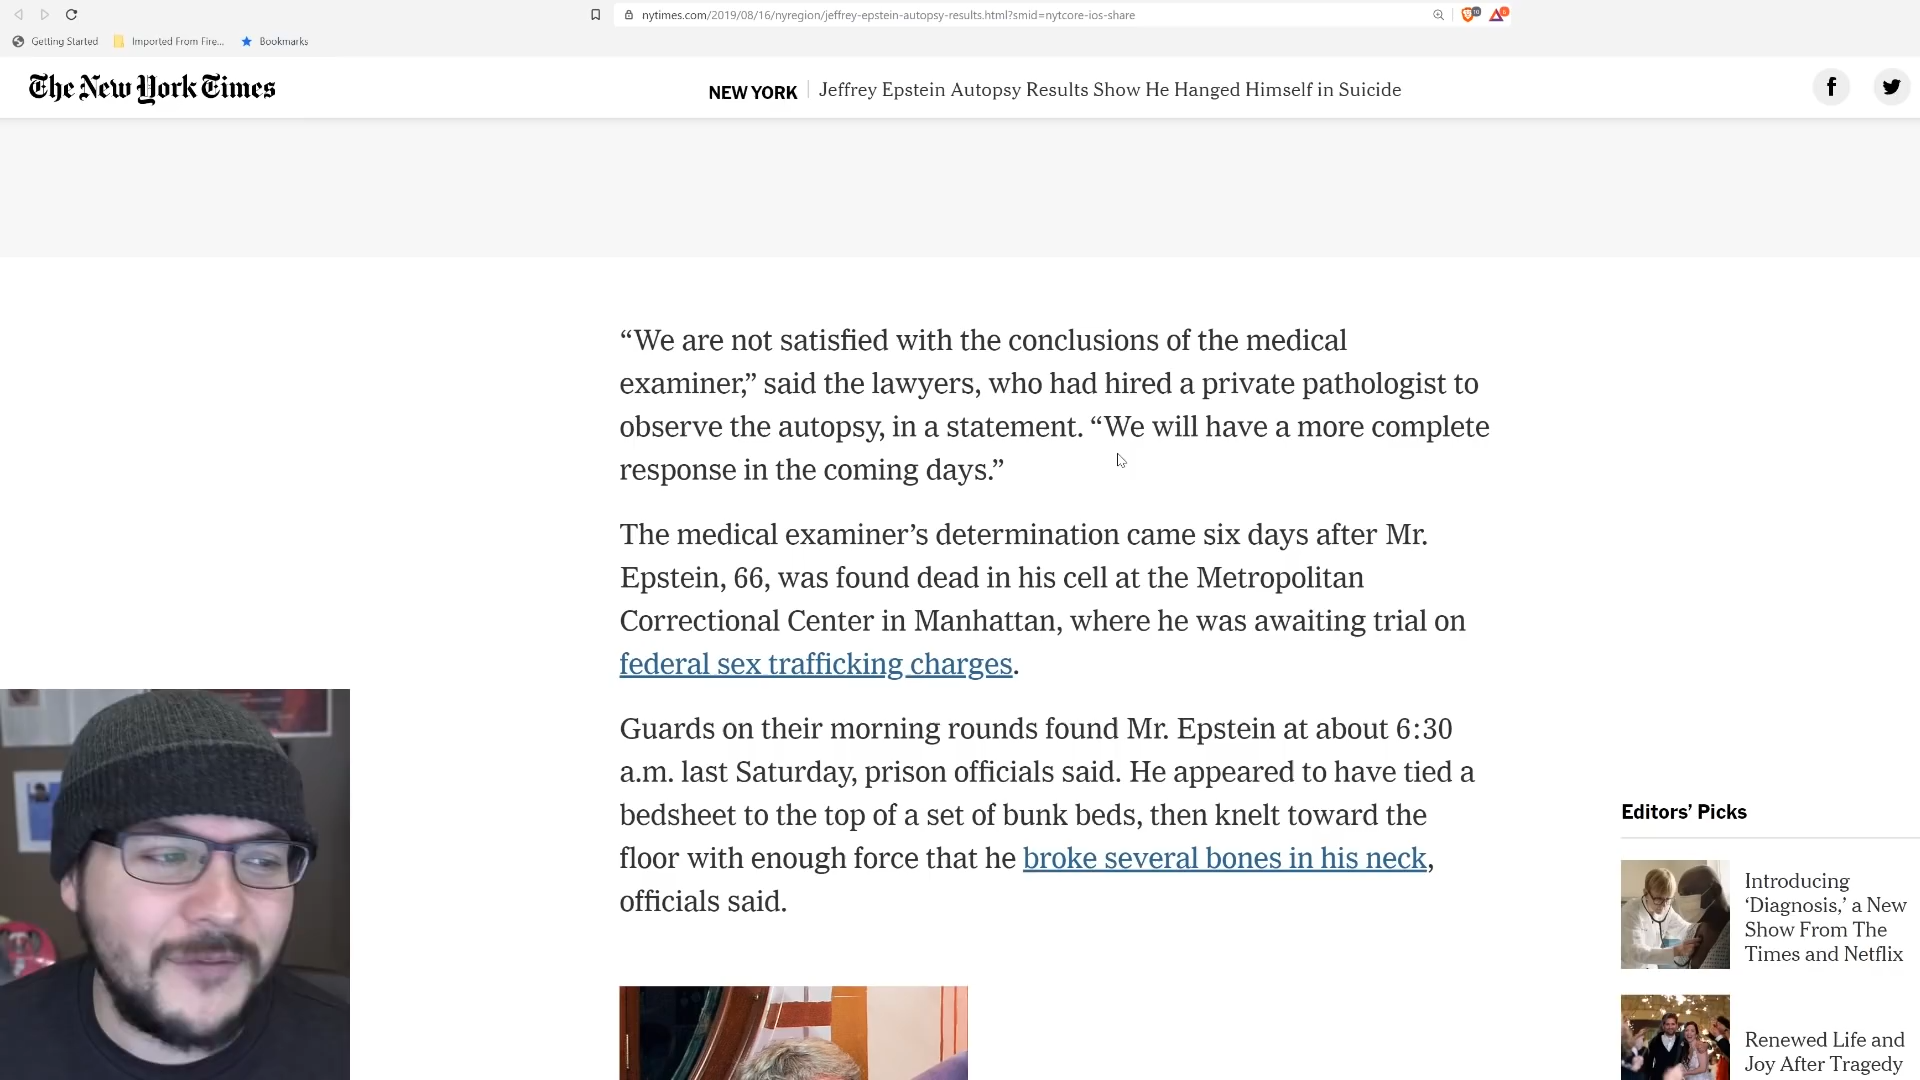 nytimes.com/2019/08/16/nyregion/jeffrey-epstein-autopsy-results.html?smid=nytcore-ios-share
Getting Started
Imported From Fire...
Bookmarks
The New York Times
NEW YORK
Jeffrey Epstein Autopsy Results Show He Hanged Himself in Suicide
“We are not satisfied with the conclusions of the medical
examiner,” said the lawyers, who had hired a private pathologist to
observe the autopsy, in a statement. “We will have a more complete
response in the coming days.”
The medical examiner’s determination came six days after Mr.
Epstein, 66, was found dead in his cell at the Metropolitan
Correctional Center in Manhattan, where he was awaiting trial on
federal sex trafficking charges.
Guards on their morning rounds found Mr. Epstein at about 6:30
a.m. last Saturday, prison officials said. He appeared to have tied a
bedsheet to the top of a set of bunk beds, then knelt toward the
floor with enough force that he broke several bones in his neck,
officials said.
Editors’ Picks
Introducing
‘Diagnosis,’ a New
Show From The
Times and Netflix
Renewed Life and
Joy After Tragedy